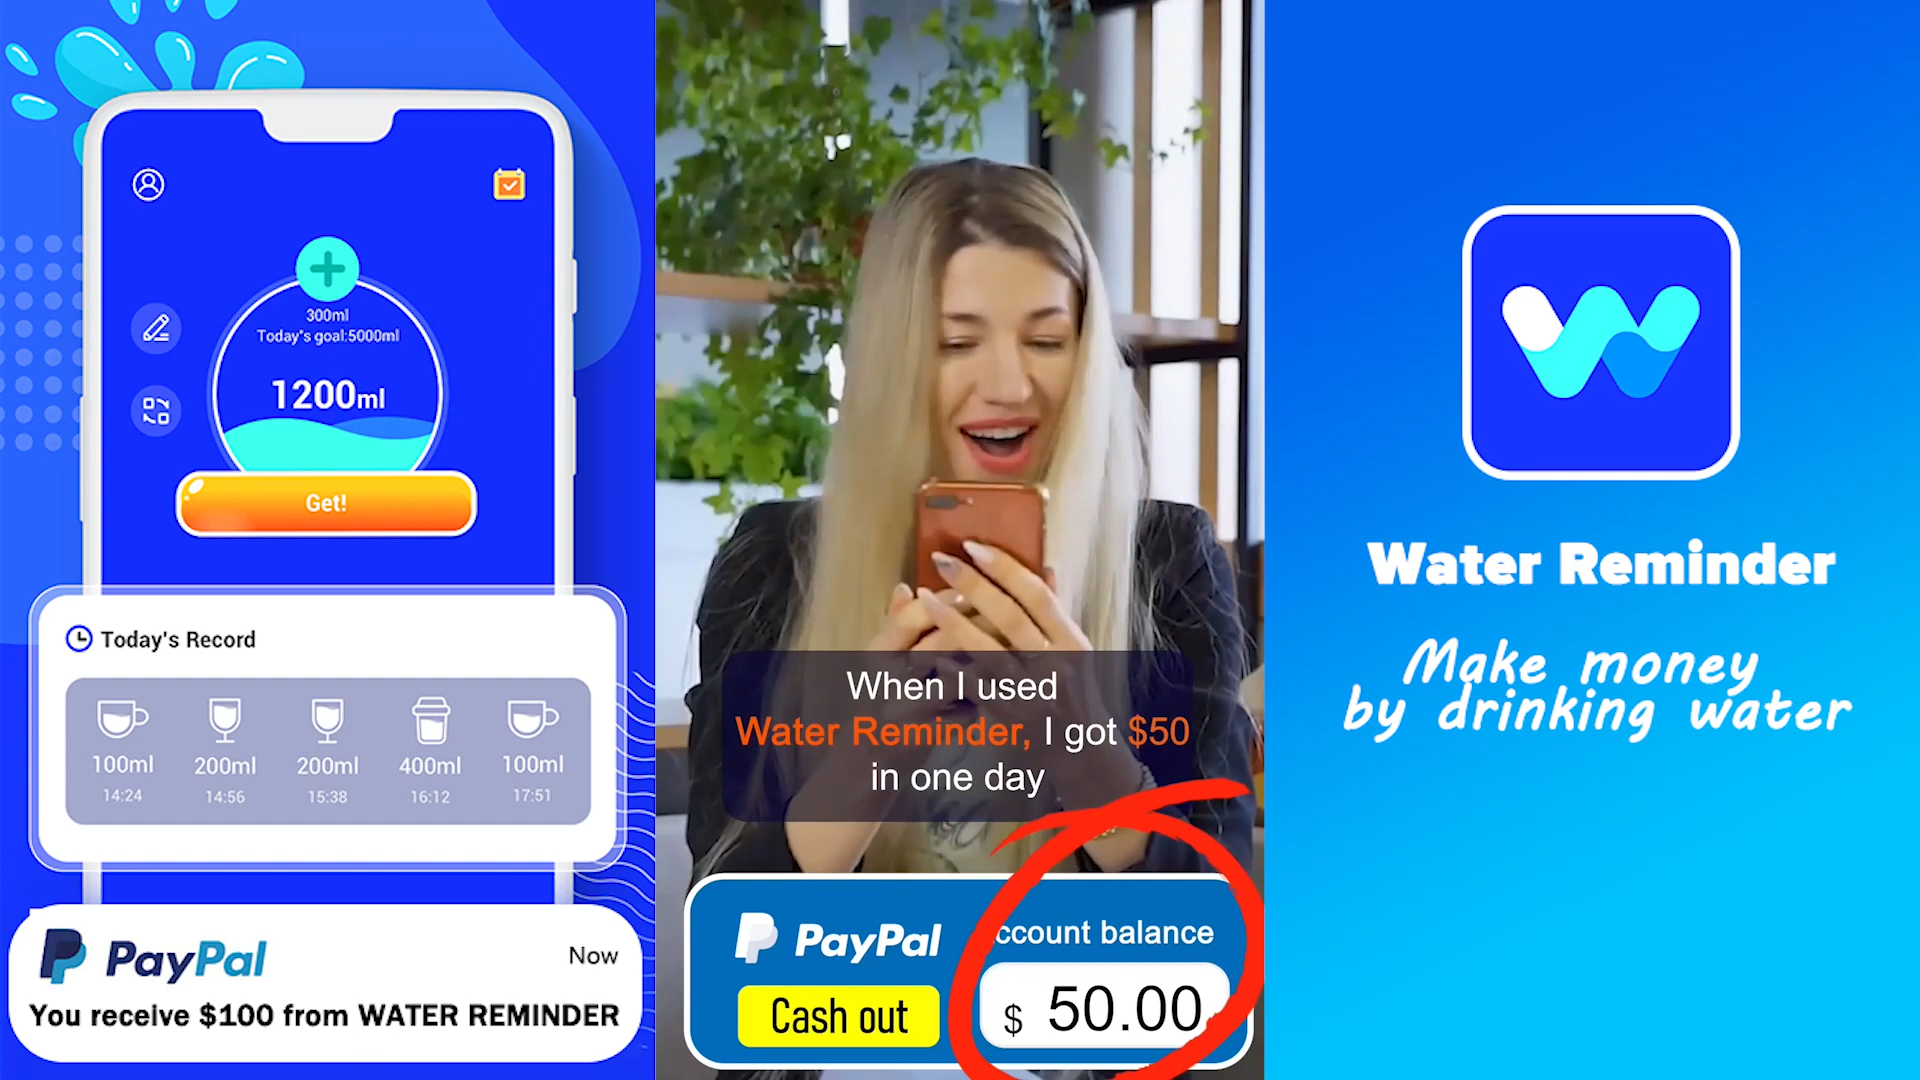 300ml
Today"s goal:5000ml
1200ml
Get!
Today's Record
100ml
200ml
200ml
400ml
100ml
14:24
14:56
15:38
16:12
17:51
PayPal
Now
You receive $100 from WATER REMINDER
When I used
Water Reminder, I got $50
in one day
PayPal
ccount balance
Cash out
$ 50.00
Water Reminder
Make money
by drinking water